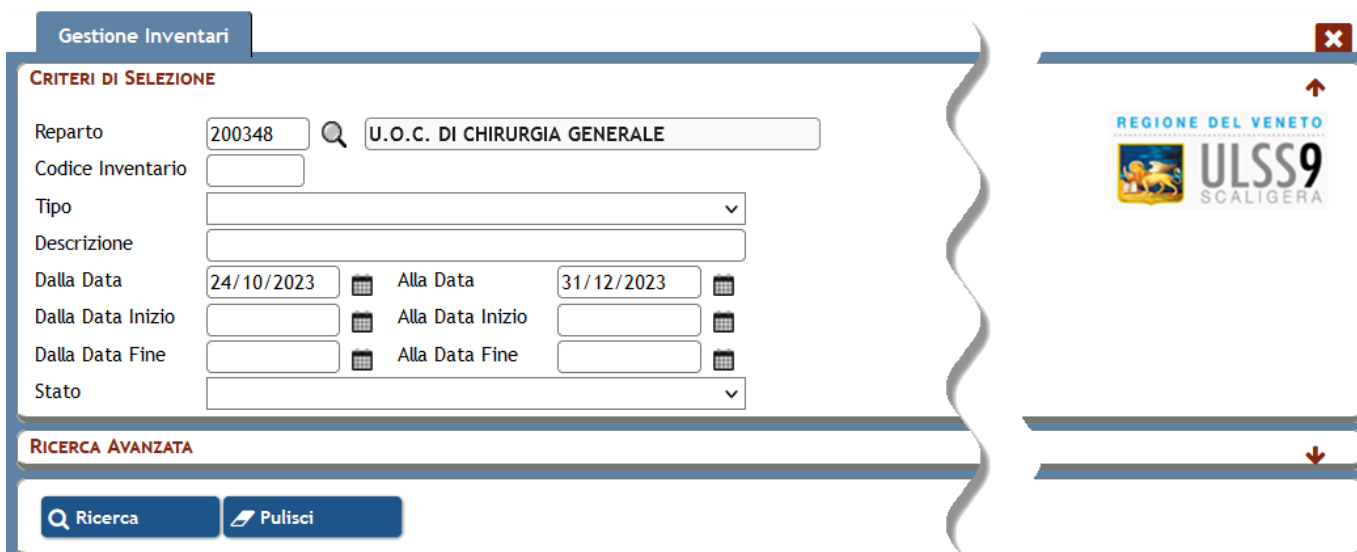 Gestione Inventari
CRITERI DI SELEZIONE
Reparto 200348 U.O.C. DI CHIRURGIA GENERALE
Codice Inventario
Tipo
Descrizione
Dalla Data 24/10/2023 Alla Data 31/12/2023
Dalla Data Inizio Alla Data Inizio
Dalla Data Fine Alla Data Fine
Stato
REGIONE DEL VENETO
ULSS9
SCALIGERA
RICERCA AVANZATA
Ricerca Pulisci